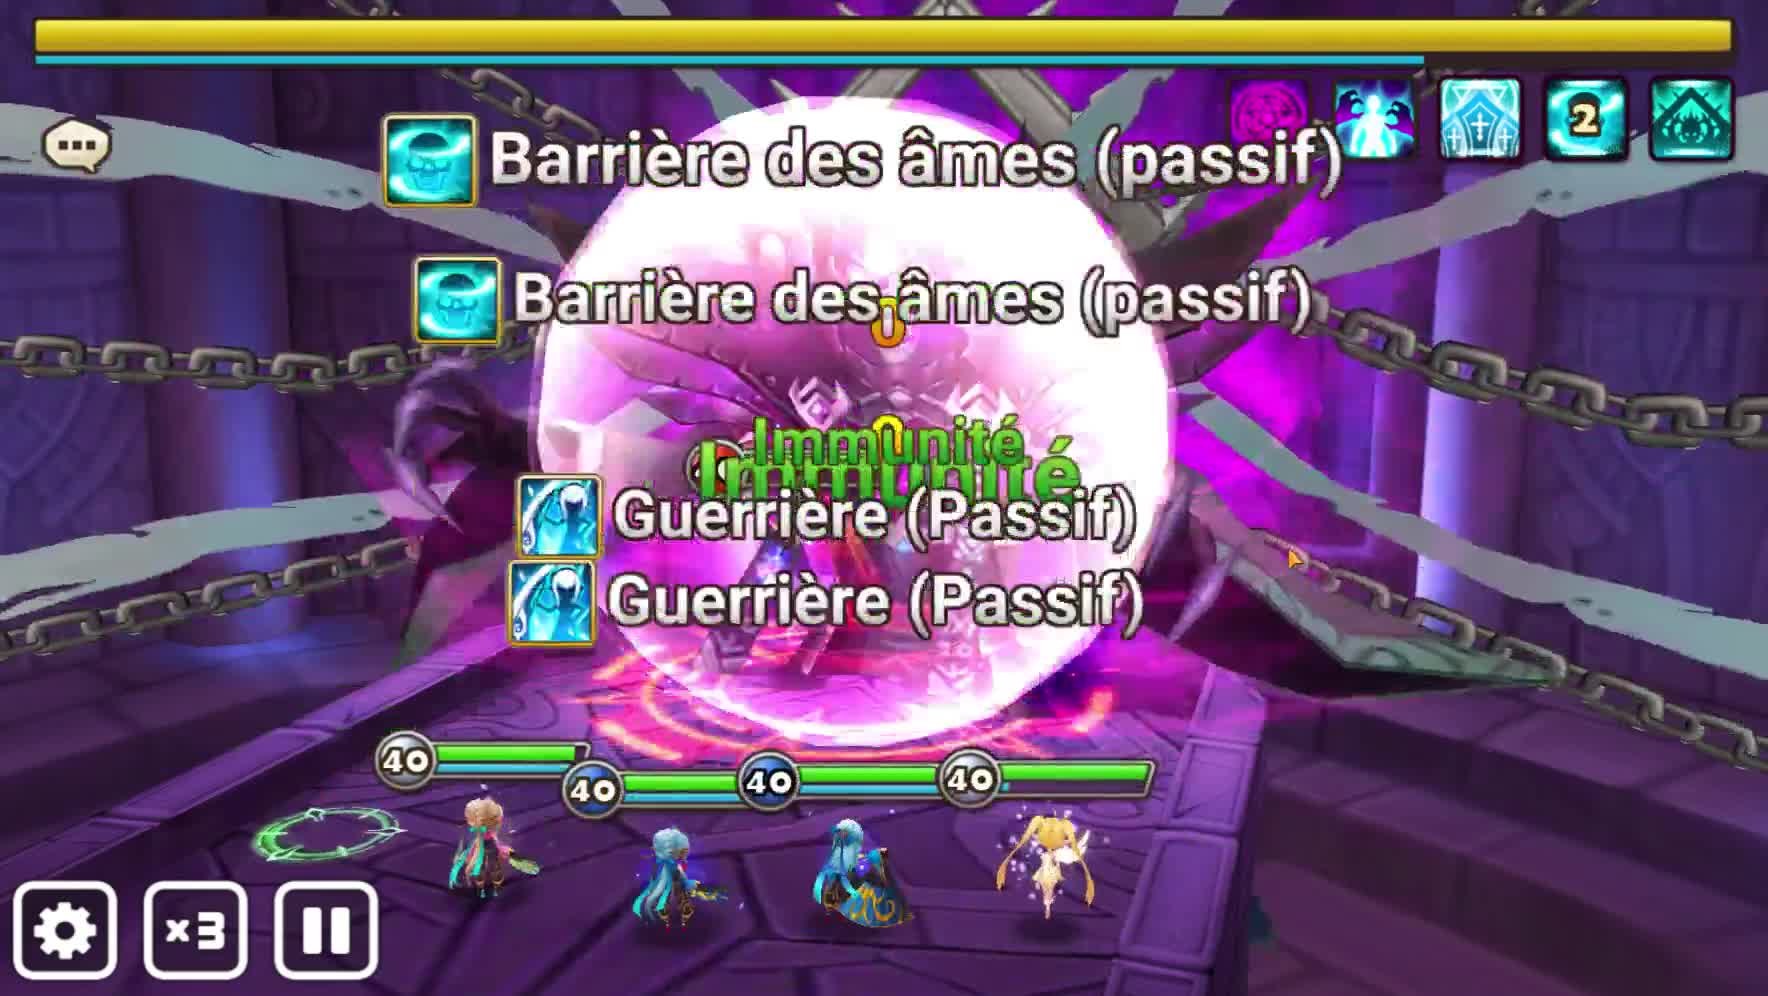 2
Barrière des âmes (passif)
Barrière des âmes (passif)
Immunité
Immunité
Guerrière (Passif)
Guerrière (Passif)
40
40
40
40
x3